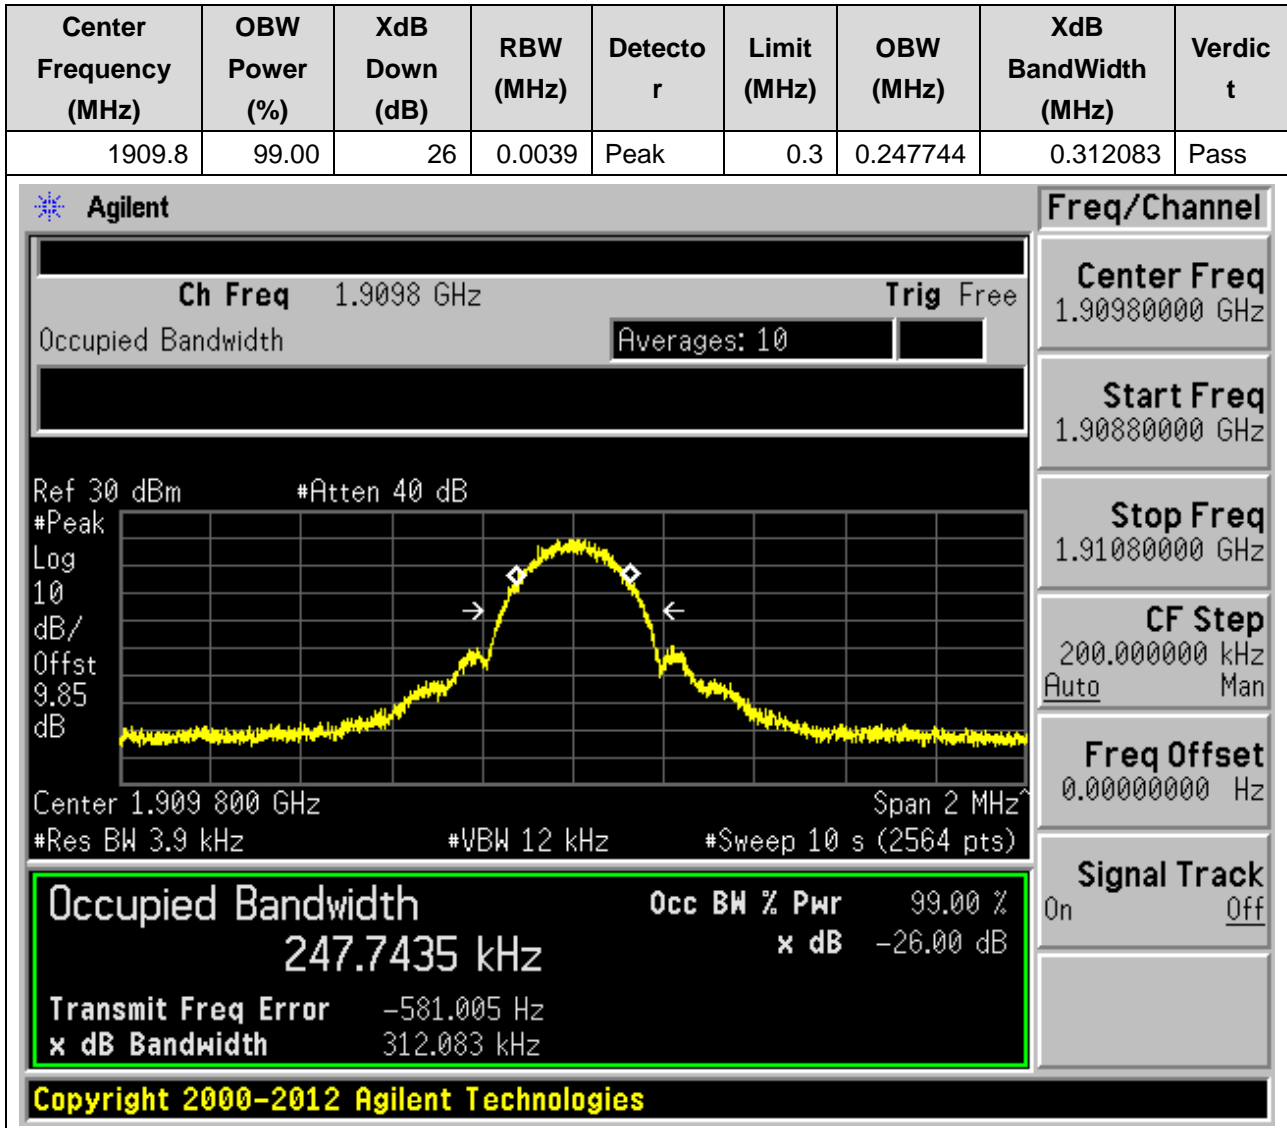 Center Frequency (MHz) OBW Power (%) XdB Down (dB) RBW (MHz) Detector Limit (MHz) OBW (MHz) XdB BandWidth (MHz) Verdict
1909.8 99.00 26 0.0039 Peak 0.3 0.247744 0.312083 Pass
Agilent
Freq/Channel
Ch Freq 1.9098 GHz Trig Free
Occupied Bandwidth Averages: 10
Center Freq
1.90980000 GHz
Start Freq
1.90880000 GHz
Stop Freq
1.91080000 GHz
CF Step
200.000000 kHz
Auto Man
Freq Offset
0.00000000 Hz
Signal Track
On Off
Ref 30 dBm #Atten 40 dB
#Peak
Log
10
dB/
Offst
9.85
dB
Center 1.909 800 GHz Span 2 MHz^
#Res BW 3.9 kHz #VBW 12 kHz #Sweep 10 s (2564 pts)
Occupied Bandwidth Occ BW % Pwr 99.00 %
247.7435 kHz x dB -26.00 dB
Transmit Freq Error -581.005 Hz
x dB Bandwidth 312.083 kHz
Copyright 2000-2012 Agilent Technologies